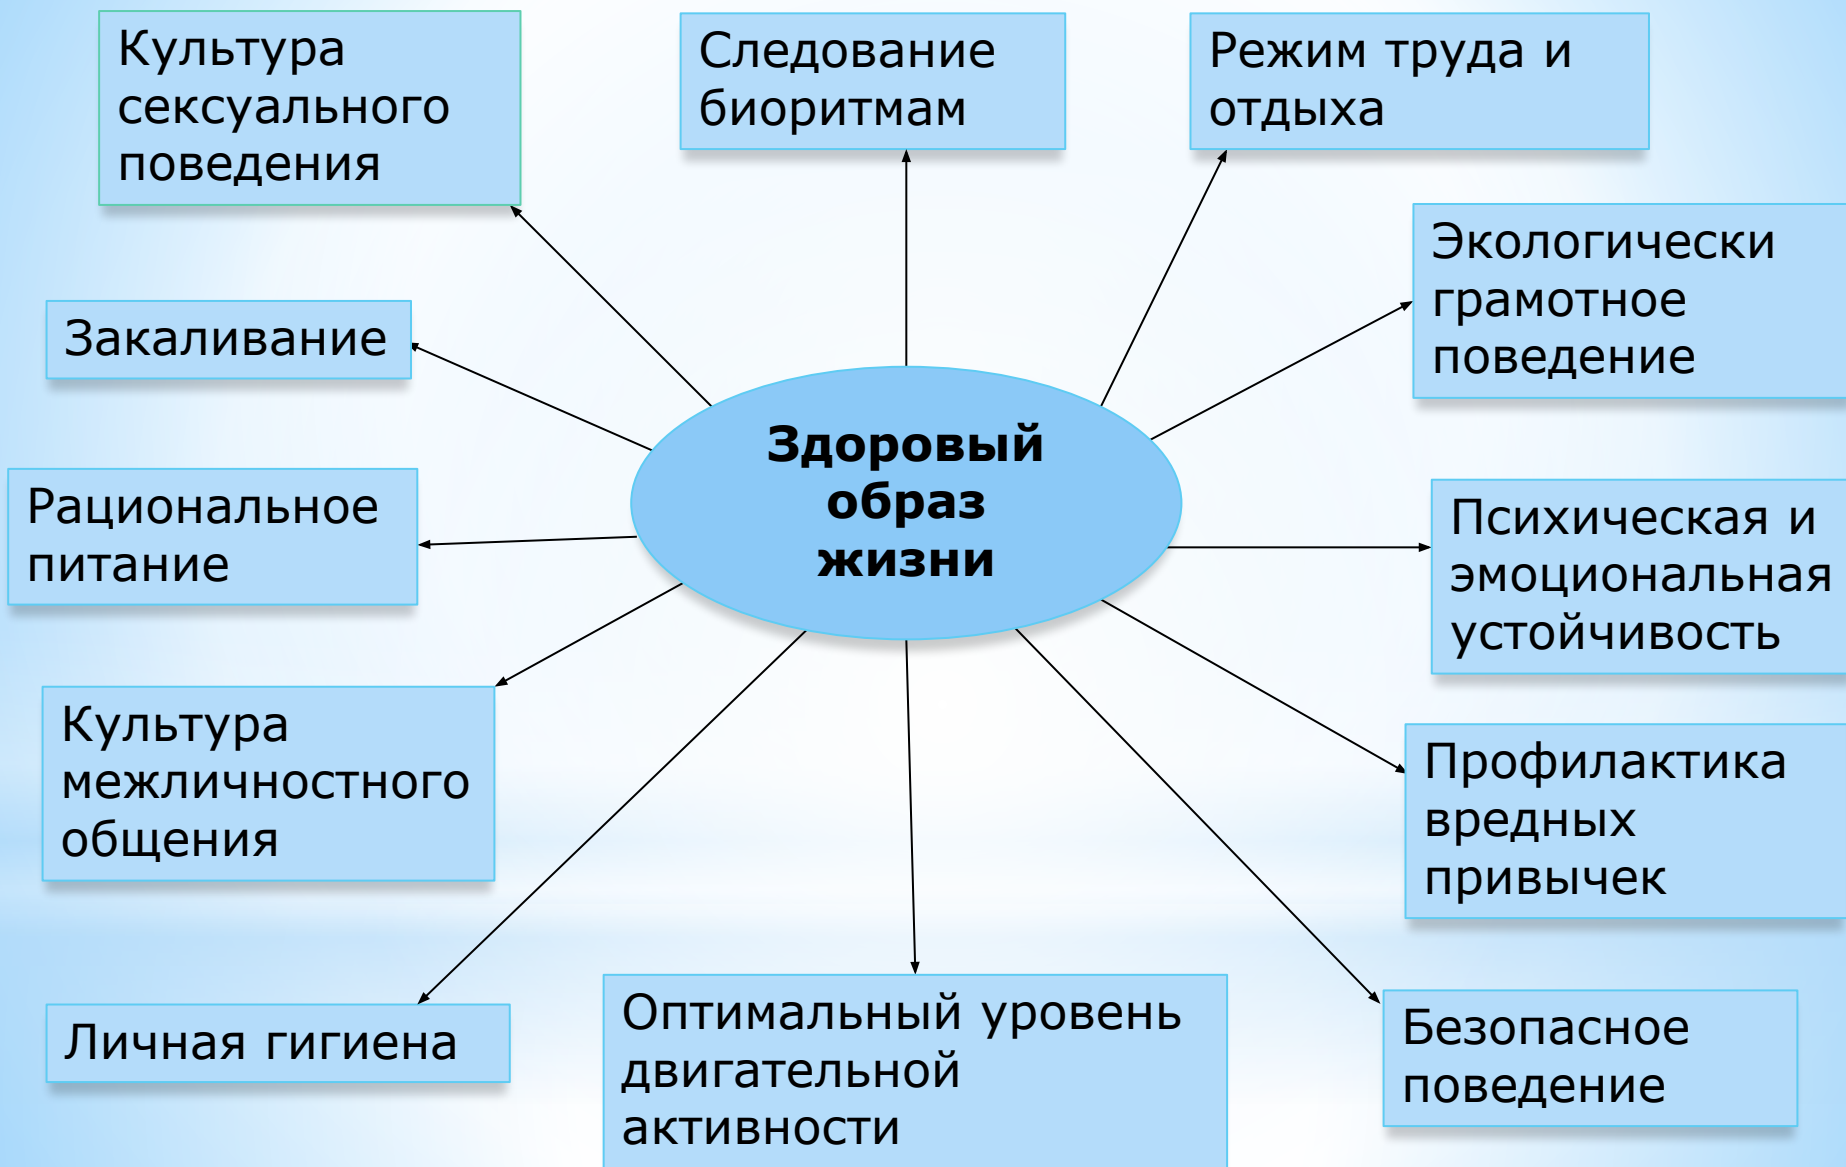 Культура
сексуального
поведения
Следование
биоритмам
Режим труда и
отдыха
Экологически
грамотное
поведение
Закаливание
Здоровый
образ
жизни
Рациональное
питание
Психическая и
эмоциональная
устойчивость
Культура
межличностного
общения
Профилактика
вредных
привычек
Личная гигиена
Оптимальный уровень
двигательной
активности
Безопасное
поведение